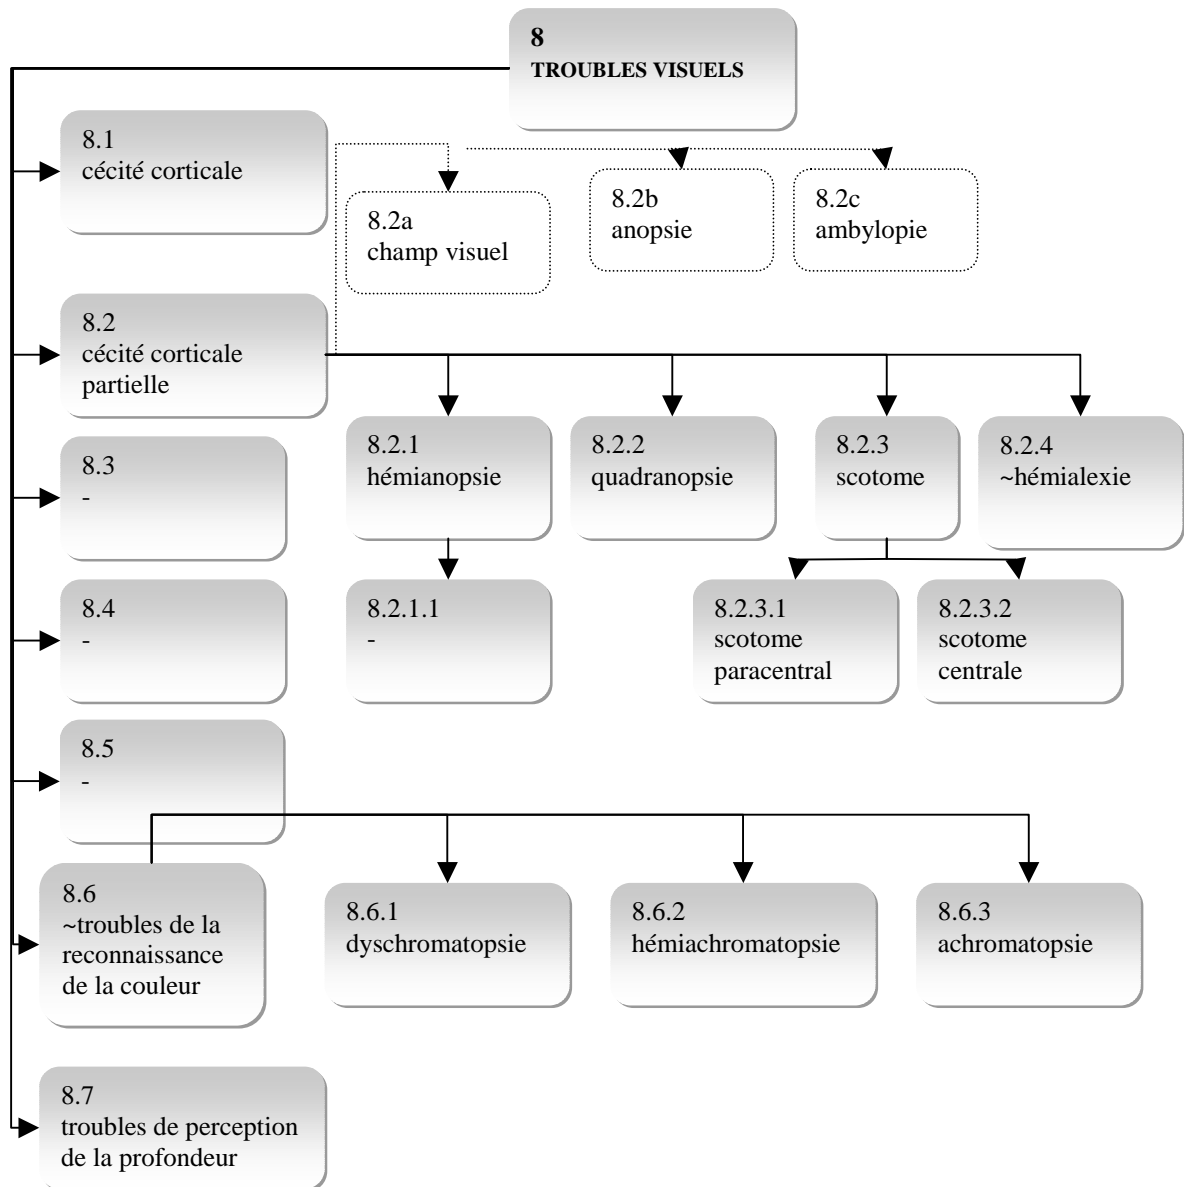 8
TROUBLES VISUELS
8.1
cécité corticale
8.2a
champ visuel
8.2b
anopsie
8.2c
ambylopie
8.2
cécité corticale
partielle
8.2.1
hémianopsie
8.2.2
quadranopsie
8.2.3
scotome
8.2.4
~hémialexie
8.3
-
8.2.1.1
-
8.2.3.1
scotome
paracentral
8.2.3.2
scotome
centrale
8.4
-
8.5
-
8.6
~troubles de la
reconnaissance
de la couleur
8.6.1
dyschromatopsie
8.6.2
hémiachromatopsie
8.6.3
achromatopsie
8.7
troubles de perception
de la profondeur